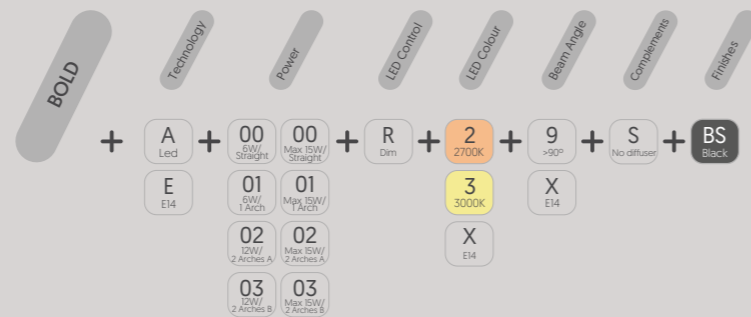 BOLD
Technology
Power
LED Control
LED Colour
Beam Angle
Complements
Finishes
+ A + 00 00 + R + 2 + 9 + S + BS
Led 6W/ Max 15W/ Dim 2700K >90º No diffuser Black
Straight Straight
E 01 01 3 X
E14 6W/ Max 15W/ 3000K E14
1 Arch 1 Arch
02 02 X
12W/ Max 15W/ E14
2 Arches A 2 Arches A
03 03
12W/ Max 15W/
2 Arches B 2 Arches B